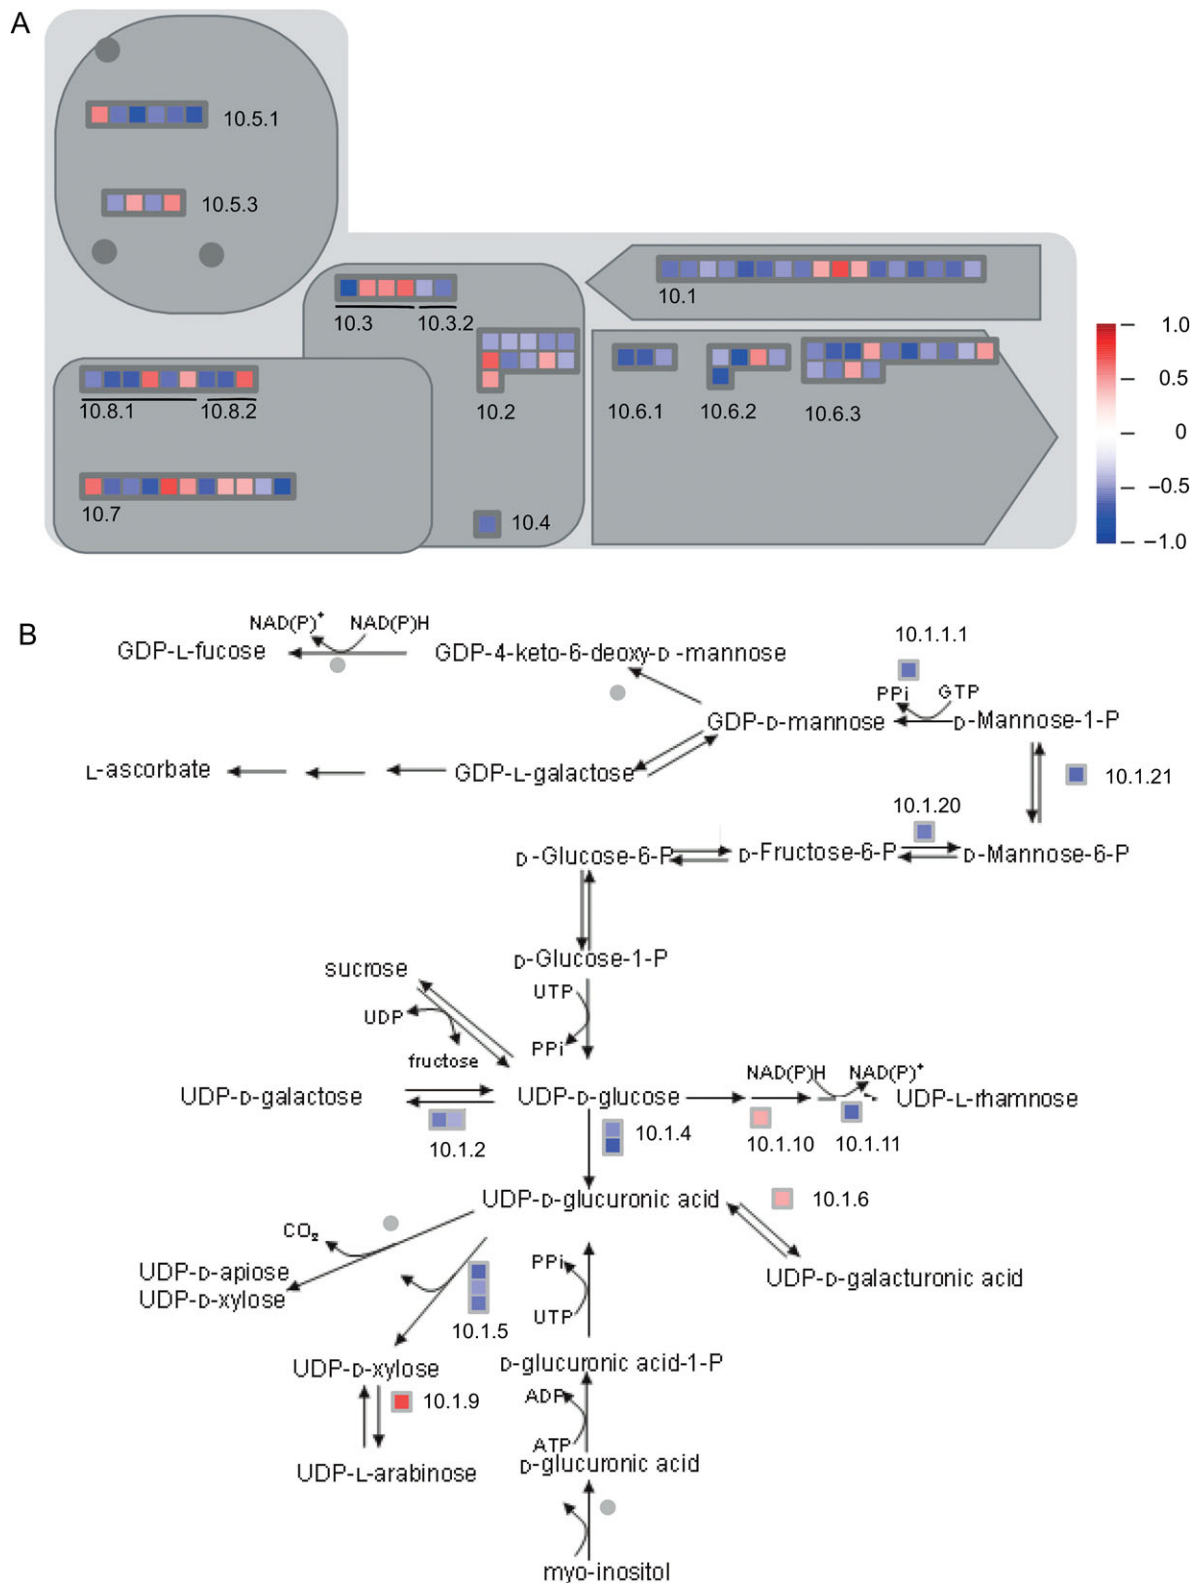 A
10.5.1
10.5.3
10.1
10.3 10.3.2
10.2
10.6.1 10.6.2 10.6.3
10.8.1 10.8.2
10.7
10.4
1.0
0.5
0
−0.5
−1.0
B
NAD(P)+ NAD(P)H
GDP-L-fucose GDP-4-keto-6-deoxy-D -mannose
10.1.1.1
PPi GTP
GDP-D-mannose D-Mannose-1-P
L-ascorbate GDP-L-galactose
10.1.21
10.1.20
D-Glucose-6-P D-Fructose-6-P D-Mannose-6-P
D-Glucose-1-P
sucrose
UTP
UDP
PPi
fructose
NAD(P)H NAD(P)+
UDP-D-galactose UDP-D-glucose UDP-L-rhamnose
10.1.2 10.1.4 10.1.10 10.1.11
UDP-D-glucuronic acid 10.1.6
CO2
PPi
UDP-D-apiose
UDP-D-xylose
UDP-D-galacturonic acid
UTP
10.1.5
UDP-D-xylose D-glucuronic acid-1-P
10.1.9
ADP
ATP
UDP-L-arabinose D-glucuronic acid
myo-inositol